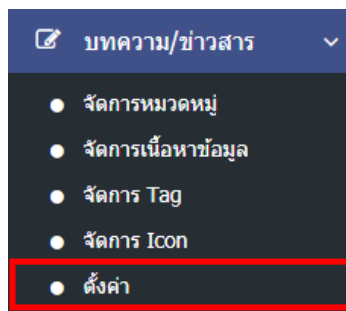 บทความ/ข่าวสาร
จัดการหมวดหมู่
จัดการเนื้อหาข้อมูล
จัดการ Tag
จัดการ Icon
ตั้งค่า